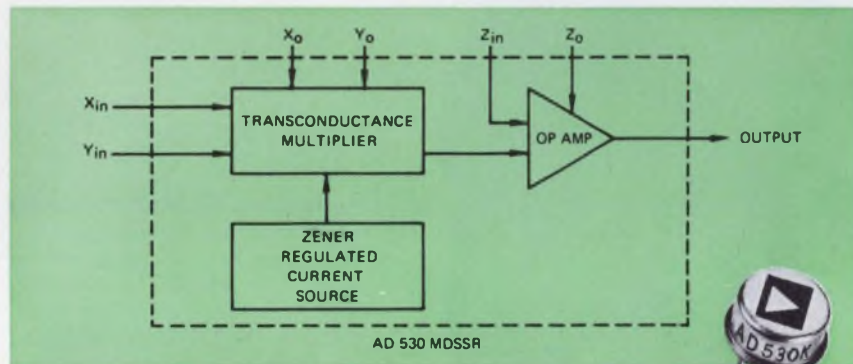 Xo Yo Zin Zo
Xin
Yin
TRANSCONDUCTANCE
MULTIPLIER
OP AMP
OUTPUT
ZENER
REGULATED
CURRENT
SOURCE
AD 530 MDSSR
AD530K